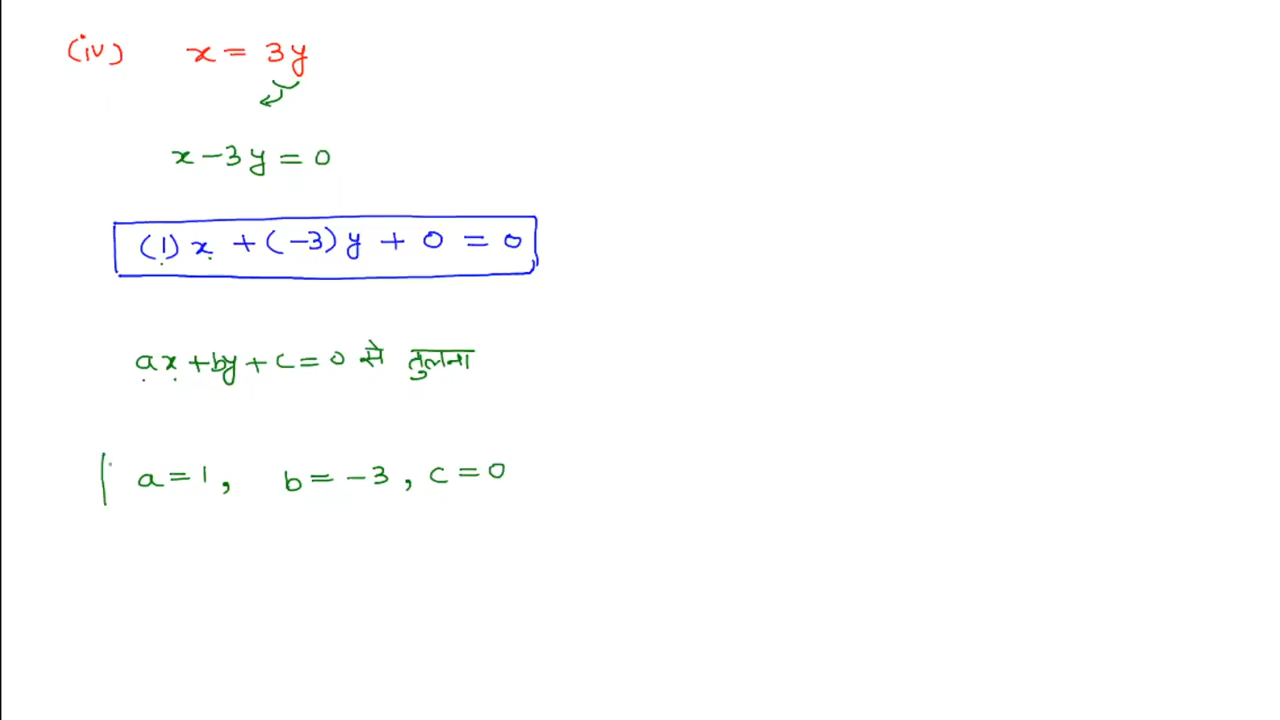 (iv) x = 3y
x - 3y = 0
(1) x + (-3) y + 0 = 0
ax + by + c = 0 से तुलना
a = 1, b = -3, c = 0